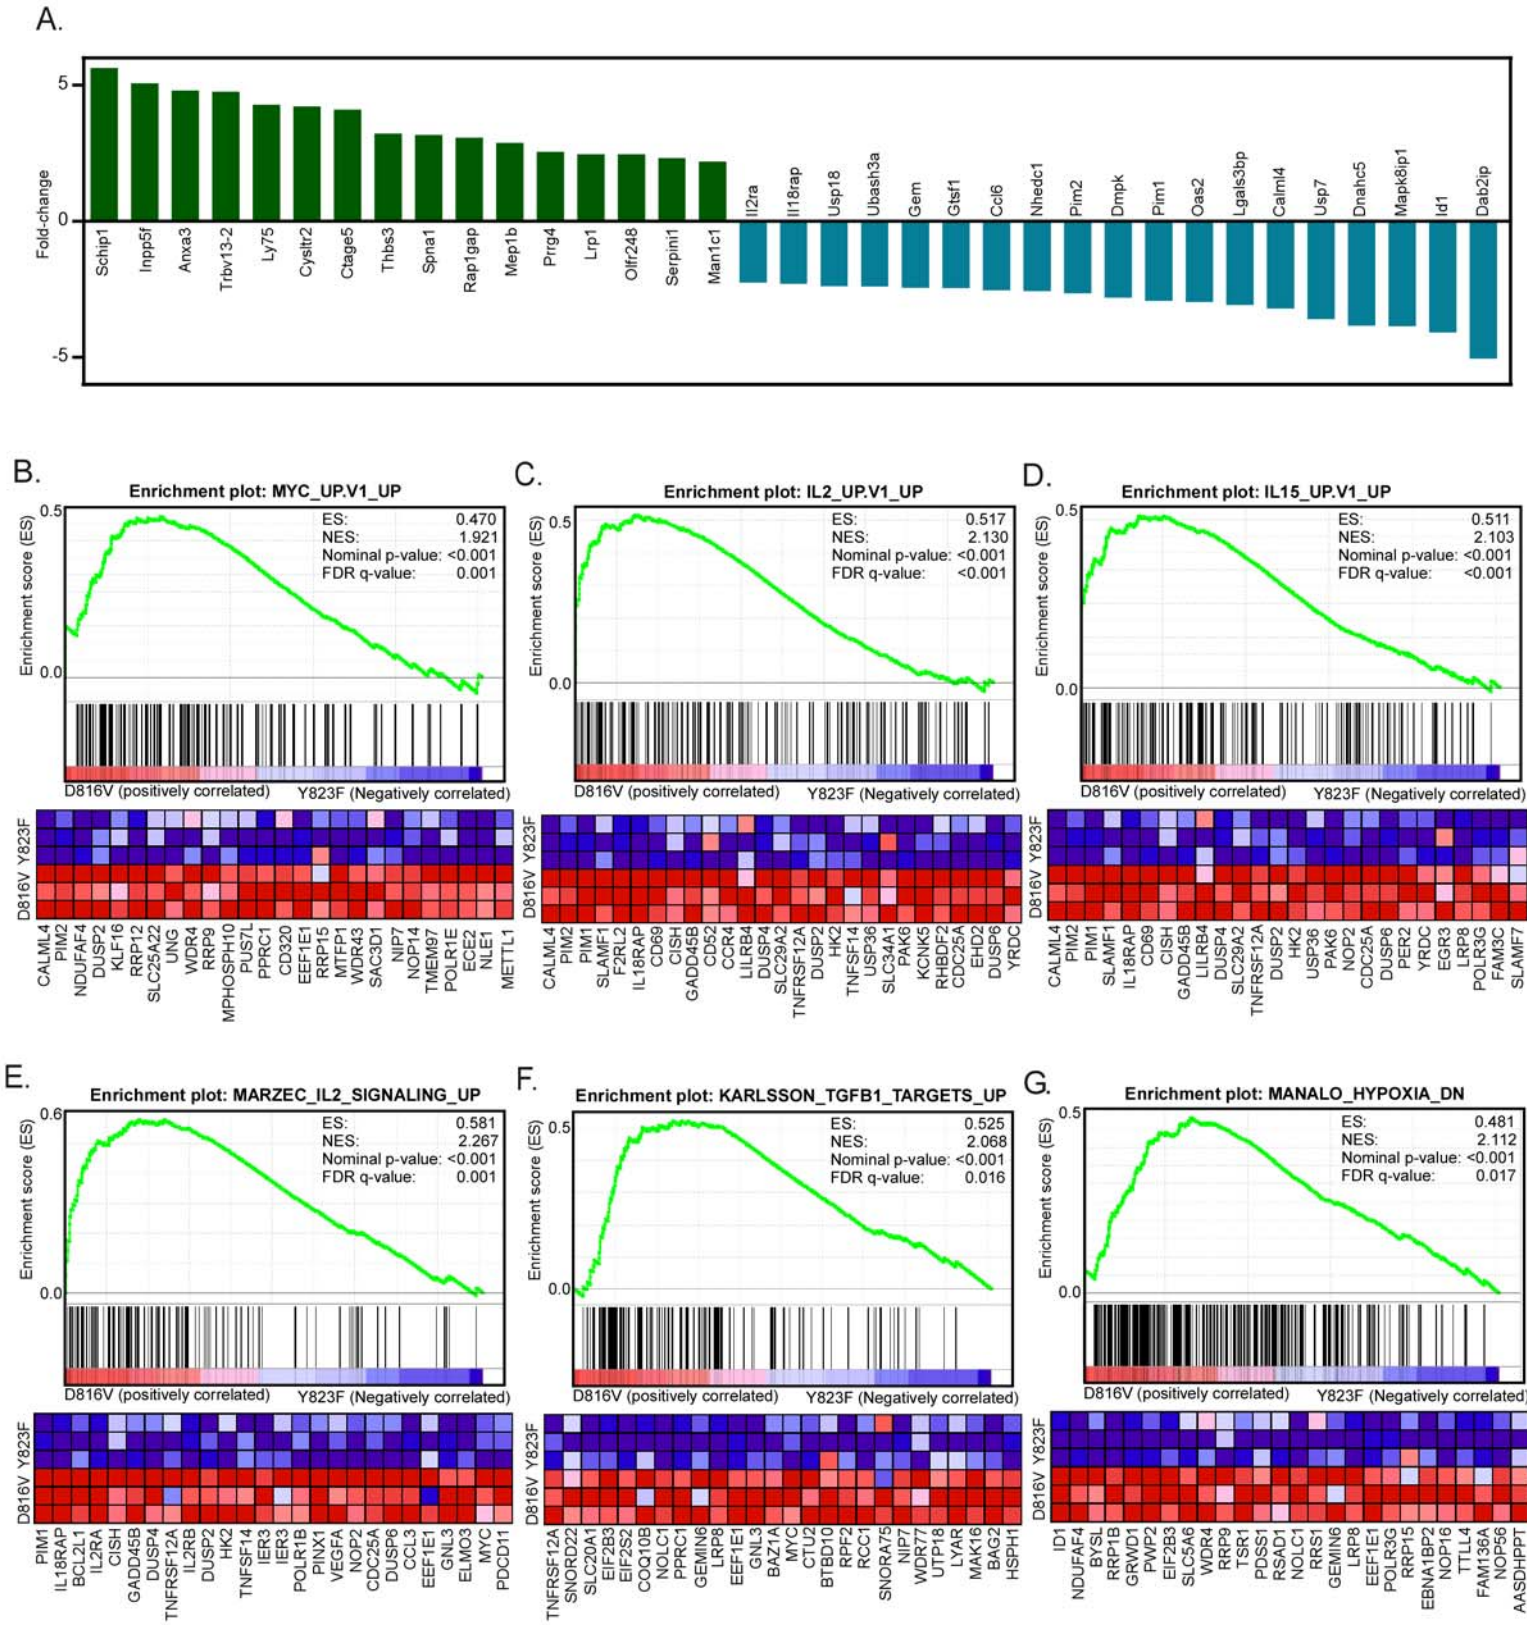 A.
Fold-change
5
0
-5
Schip1
Inpp5f
Anxa3
Trbv13-2
Ly75
Cysltr2
Ctage5
Thbs3
Spna1
Rap1gap
Mep1b
Prrg4
Lrp1
Olfr248
Serpini1
Man1c1
Il2ra
Il18rap
Usp18
Ubash3a
Gem
Gtsf1
Ccl6
Nhedc1
Pim2
Dmpk
Pim1
Oas2
Lgals3bp
Calml4
Usp7
Dnahc5
Mapk8ip1
Id1
Dab2ip
B.
Enrichment plot: MYC_UP.V1_UP
Enrichment score (ES)
0.5
0.0
ES: 0.470
NES: 1.921
Nominal p-value: <0.001
FDR q-value: 0.001
D816V (positively correlated)
Y823F (Negatively correlated)
Y823F
D816V
CALML4
PIM2
NDUFAF4
DUSP2
KLF16
RRP12
SLC25A22
UNG
WDR4
RRP9
MPHOSPH10
PUS7L
PPRC1
CD320
EEF1E1
RRP15
MTFP1
WDR43
SAC3D1
NIP7
NOP14
TMEM97
POLR1E
ECE2
NLE1
METTL1
C.
Enrichment plot: IL2_UP.V1_UP
Enrichment score (ES)
0.5
0.0
ES: 0.517
NES: 2.130
Nominal p-value: <0.001
FDR q-value: <0.001
D816V (positively correlated)
Y823F (Negatively correlated)
Y823F
D816V
CALML4
PIM2
PIM1
SLAMF1
F2RL2
IL18RAP
CD69
CISH
GADD45B
CD52
CCR4
LILRB4
DUSP4
SLC29A2
TNFRSF12A
DUSP2
HK2
TNFSF14
USP36
SLC34A1
PAK6
KCNK5
RHBDF2
CDC25A
EHD2
DUSP6
YRDC
D.
Enrichment plot: IL15_UP.V1_UP
Enrichment score (ES)
0.5
0.0
ES: 0.511
NES: 2.103
Nominal p-value: <0.001
FDR q-value: <0.001
D816V (positively correlated)
Y823F (Negatively correlated)
Y823F
D816V
CALML4
PIM2
PIM1
SLAMF1
IL18RAP
CD69
CISH
GADD45B
LILRB4
DUSP4
SLC29A2
TNFRSF12A
DUSP2
HK2
USP36
PAK6
NOP2
CDC25A
DUSP6
PER2
YRDC
EGR3
LRP8
POLR3G
FAM3C
SLAMF7
E.
Enrichment plot: MARZEC_IL2_SIGNALING_UP
Enrichment score (ES)
0.6
0.0
ES: 0.581
NES: 2.267
Nominal p-value: <0.001
FDR q-value: 0.001
D816V (positively correlated)
Y823F (Negatively correlated)
Y823F
D816V
PIM1
IL18RAP
BCL2L1
IL2RA
CISH
GADD45B
DUSP4
TNFRSF12A
IL2RB
DUSP2
HK2
TNFSF14
IER3
IER3
POLR1B
PINX1
VEGFA
NOP2
CDC25A
DUSP6
CCL3
EEF1E1
GNL3
ELMO3
MYC
PDCD11
F.
Enrichment plot: KARLSSON_TGFB1_TARGETS_UP
Enrichment score (ES)
0.5
0.0
ES: 0.525
NES: 2.068
Nominal p-value: <0.001
FDR q-value: 0.016
D816V (positively correlated)
Y823F (Negatively correlated)
Y823F
D816V
TNFRSF12A
SNORD22
SLC20A1
EIF2B3
EIF2S2
COQ10B
NOLC1
PPRC1
GEMIN6
LRP8
EEF1E1
GNL3
BAZ1A
MYC
CTU2
BTBD10
RPF2
RCC1
SNORA75
NIP7
WDR77
UTP18
LYAR
MAK16
BAG2
HSPH1
G.
Enrichment plot: MANALO_HYPOXIA_DN
Enrichment score (ES)
0.5
0.0
ES: 0.481
NES: 2.112
Nominal p-value: <0.001
FDR q-value: 0.017
D816V (positively correlated)
Y823F (Negatively correlated)
Y823F
D816V
ID1
NDUFAF4
BYSL
RRP1B
GRWD1
PWP2
EIF2B3
SLC5A6
WDR4
RRP9
TSR1
PDSS1
RSAD1
NOLC1
RRS1
GEMIN6
LRP8
EEF1E1
POLR3G
RRP15
EBNA1BP2
NOP16
TTLL4
FAM136A
NOP56
AASDHPPT